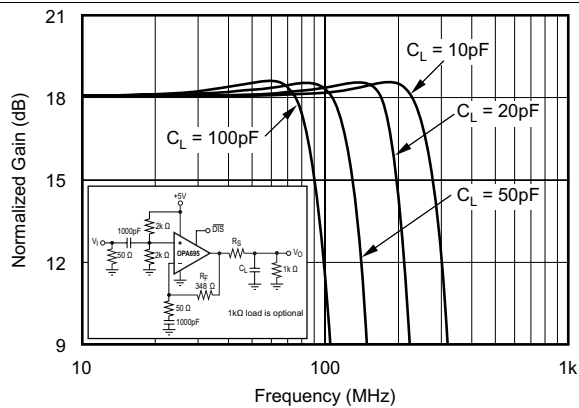 21
18
15
12
9
Normalized Gain (dB)
10
100
1k
Frequency (MHz)
C_L = 10pF
C_L = 20pF
C_L = 50pF
C_L = 100pF
+5V
1000pF
2k Ω
DIS
V_I
50 Ω
2k Ω
+
OPA695
−
R_S
V_O
C_L
1k Ω
R_F
348 Ω
50 Ω
1000pF
1kΩ load is optional